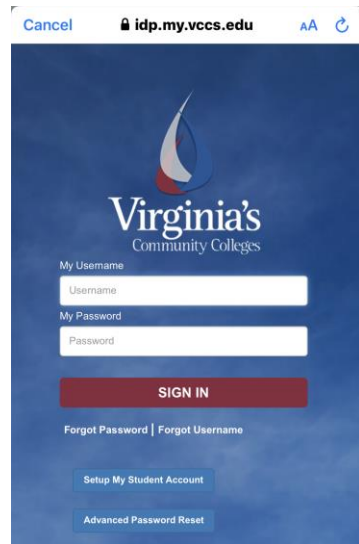 Cancel idp.my.vccs.edu AA
Virginia's
Community Colleges
My Username
Username
My Password
Password
SIGN IN
Forgot Password | Forgot Username
Setup My Student Account
Advanced Password Reset